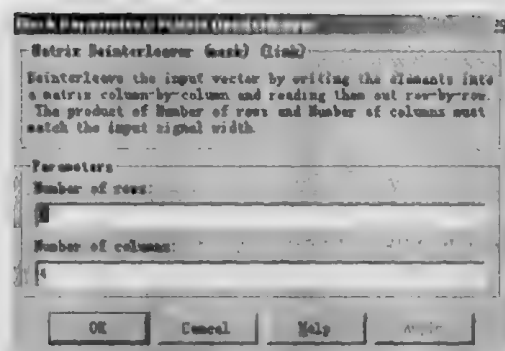 Matrix Deinterleaver (mask) (link)
Deinterleave the input vector by writing the elements into
a matrix column-by-column and reading them out row-by-row.
The product of Number of rows and Number of columns must
match the input signal width.
Parameters
Number of rows:
Number of columns:
4
OK
Cancel
Help
Apply